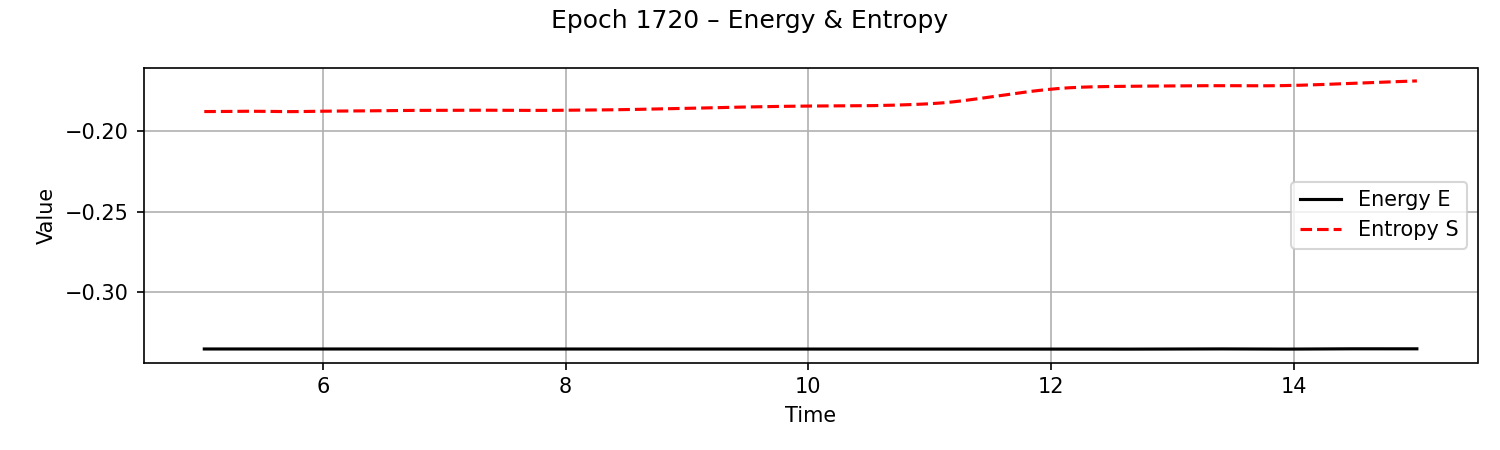 Epoch 1720 – Energy & Entropy
Value
−0.20
−0.25
−0.30
Energy E
Entropy S
6 8 10 12 14
Time